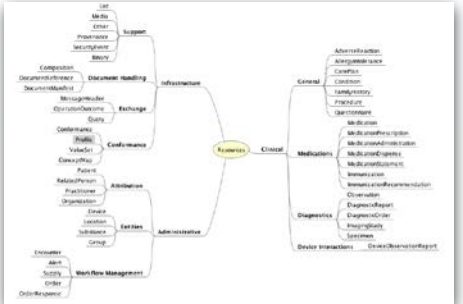 List
Media
Other
Provenance
SecurityEvent
Binary
Support
Composition
DocumentReference
DocumentManifest
Document Handling
MessageHeader
OperationOutcome
Query
Exchange
Conformance
Profile
ValueSet
ConceptMap
Conformance
Infrastructure
Patient
RelatedPerson
Practitioner
Organization
Attribution
Device
Location
Substance
Group
Entities
Encounter
Alert
Supply
Order
OrderResponse
Workflow Management
Administrative
Resources
Clinical
General
AdverseReaction
AllergyIntolerance
CarePlan
Condition
FamilyHistory
Procedure
Questionnaire
Medications
Medication
MedicationPrescription
MedicationAdministration
MedicationDispense
MedicationStatement
Immunization
ImmunizationRecommendation
Diagnostics
Observation
DiagnosticReport
DiagnosticOrder
ImagingStudy
Specimen
Device Interactions
DeviceObservationReport